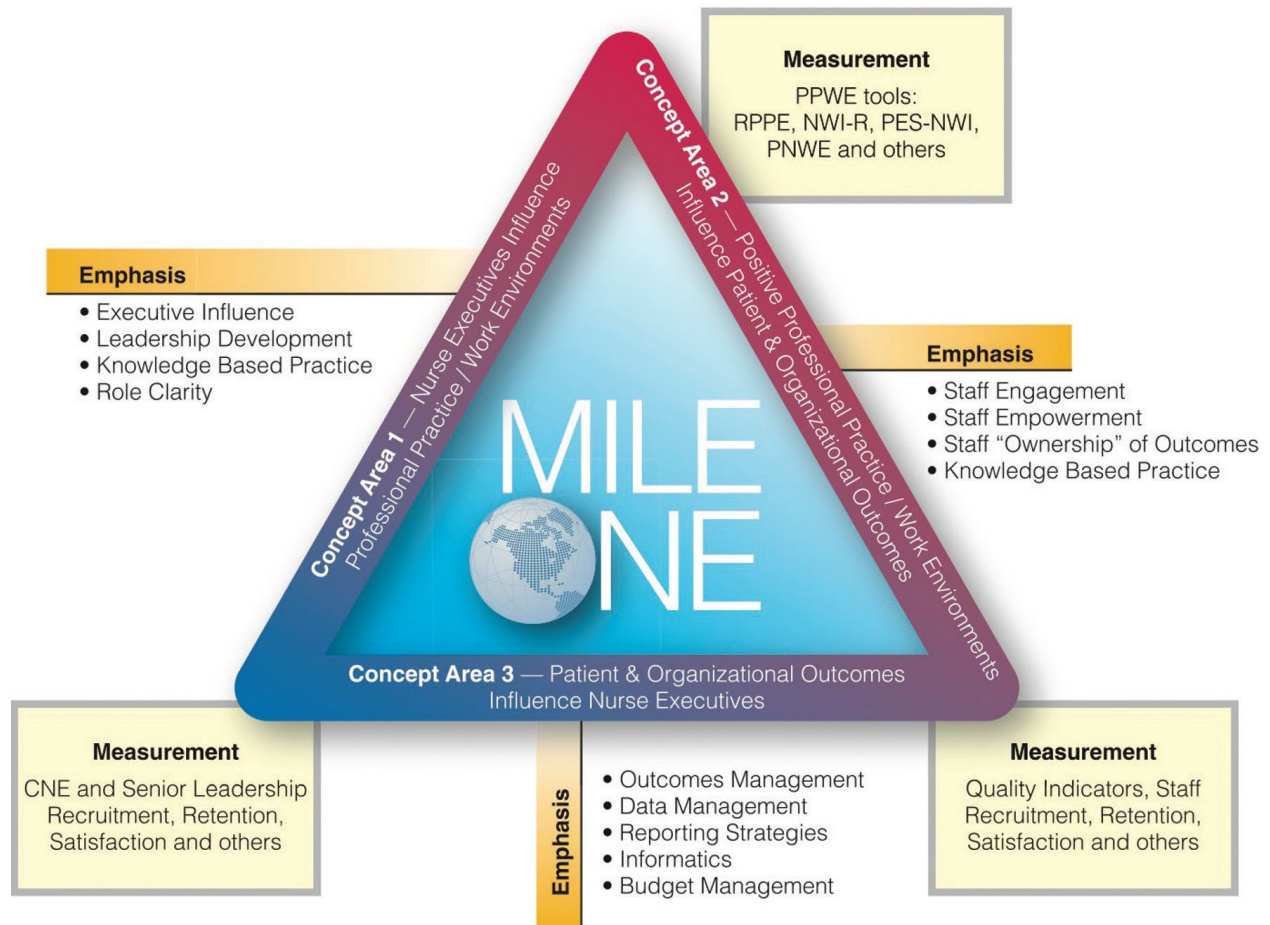 Measurement
PPWE tools:
RPPE, NWI-R, PES-NWI,
PNWE and others
Concept Area 1 — Nurse Executives Influence
Professional Practice / Work Environments
Concept Area 2 — Positive Professional Practice / Work Environments
Influence Patient & Organizational Outcomes
Emphasis
• Executive Influence
• Leadership Development
• Knowledge Based Practice
• Role Clarity
Emphasis
• Staff Engagement
• Staff Empowerment
• Staff “Ownership” of Outcomes
• Knowledge Based Practice
MILE
ONE
Concept Area 3 — Patient & Organizational Outcomes
Influence Nurse Executives
Measurement
CNE and Senior Leadership
Recruitment, Retention,
Satisfaction and others
Emphasis
• Outcomes Management
• Data Management
• Reporting Strategies
• Informatics
• Budget Management
Measurement
Quality Indicators, Staff
Recruitment, Retention,
Satisfaction and others